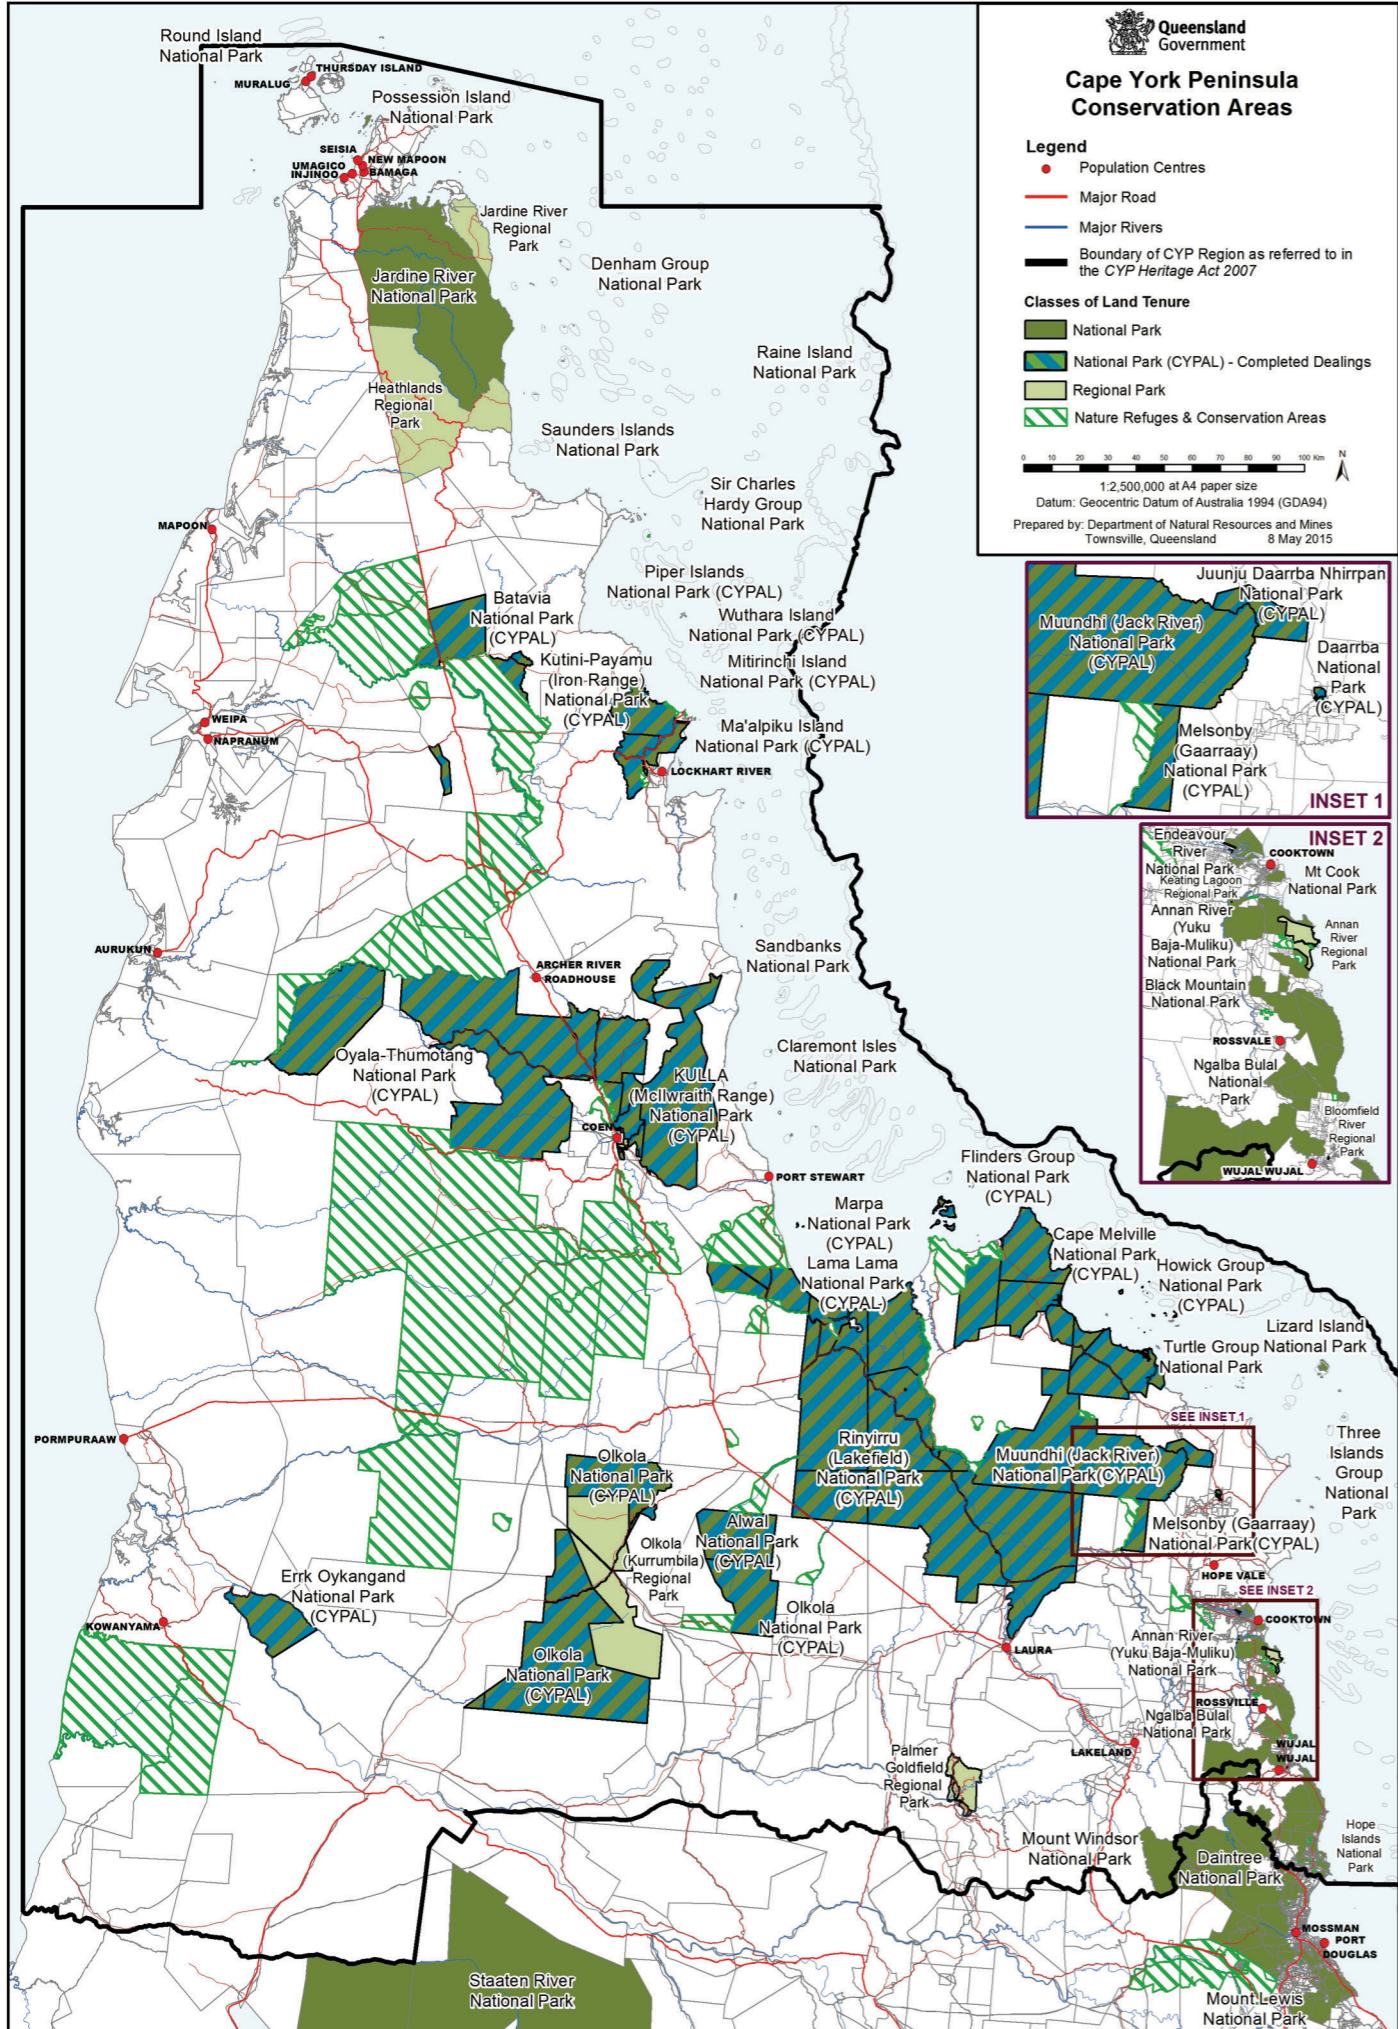 Queensland
Government
Cape York Peninsula
Conservation Areas
Legend
Population Centres
Major Road
Major Rivers
Boundary of CYP Region as referred to in
the CYP Heritage Act 2007
Classes of Land Tenure
National Park
National Park (CYPAL) - Completed Dealings
Regional Park
Nature Refuges & Conservation Areas
0 10 20 30 40 50 60 70 80 90 100 Km
N
1:2,500,000 at A4 paper size
Datum: Geocentric Datum of Australia 1994 (GDA94)
Prepared by: Department of Natural Resources and Mines
Townsville, Queensland 8 May 2015
Round Island
National Park
THURSDAY ISLAND
MURALUG
Possession Island
National Park
SEISIA
NEW MAPOON
UMAGICO
BAMAGA
INJINOO
Jardine River
Regional
Park
Jardine River
National Park
Denham Group
National Park
Raine Island
National Park
Heathlands
Regional
Park
Saunders Islands
National Park
Sir Charles
Hardy Group
National Park
MAPOON
Piper Islands
National Park (CYPAL)
Batavia
National Park
(CYPAL)
Wuthara Island
National Park (CYPAL)
Kutini-Payamu
(Iron Range)
National Park
(CYPAL)
Mitirinchi Island
National Park (CYPAL)
Ma'alpiku Island
National Park (CYPAL)
WEIPA
NAPRANUM
LOCKHART RIVER
AURUKUN
ARCHER RIVER
ROADHOUSE
Sandbanks
National Park
Oyala-Thumotang
National Park
(CYPAL)
Claremont Isles
National Park
KULLA
(McIlwraith Range)
National Park
(CYPAL)
COEN
PORT STEWART
Flinders Group
National Park
(CYPAL)
Marpa
National Park
(CYPAL)
Lama Lama
National Park
(CYPAL)
Cape Melville
National Park
(CYPAL)
Howick Group
National Park
(CYPAL)
Lizard Island
National Park
Turtle Group
National Park
PORMPURAAW
SEE INSET 1
Three
Islands
Group
National
Park
Rinyirru
(Lakefield)
National Park
(CYPAL)
Muundhi (Jack River)
National Park(CYPAL)
Olkola
National Park
(CYPAL)
Alwal
National Park
(CYPAL)
Olkola
(Kurrumbila)
Regional
Park
Melsonby (Gaarraay)
National Park(CYPAL)
HOPE VALE
SEE INSET 2
Errk Oykangand
National Park
(CYPAL)
KOWANYAMA
Olkola
National Park
(CYPAL)
COOKTOWN
Annan River
(Yuku Baja-Muliku)
National Park
LAURA
Olkola
National Park
(CYPAL)
ROSSVILLE
Ngalba Bulal
National Park
LAKELAND
WUJAL
WUJAL
Palmer
Goldfield
Regional
Park
Hope
Islands
National
Park
Mount Windsor
National Park
Daintree
National Park
MOSSMAN
PORT
DOUGLAS
Staaten River
National Park
Mount Lewis
National Park
Juunju Daarrba Nhirrpan
National Park
(CYPAL)
Muundhi (Jack River)
National Park
(CYPAL)
Daarrba
National
Park
(CYPAL)
Melsonby
(Gaarraay)
National Park
(CYPAL)
INSET 1
INSET 2
Endeavour
River
National Park
COOKTOWN
Keating Lagoon
Regional Park
Mt Cook
National Park
Annan River
(Yuku
Baja-Muliku)
National Park
Annan
River
Regional
Park
Black Mountain
National Park
ROSSVALE
Ngalba Bulal
National
Park
Bloomfield
River
Regional
Park
WUJAL WUJAL